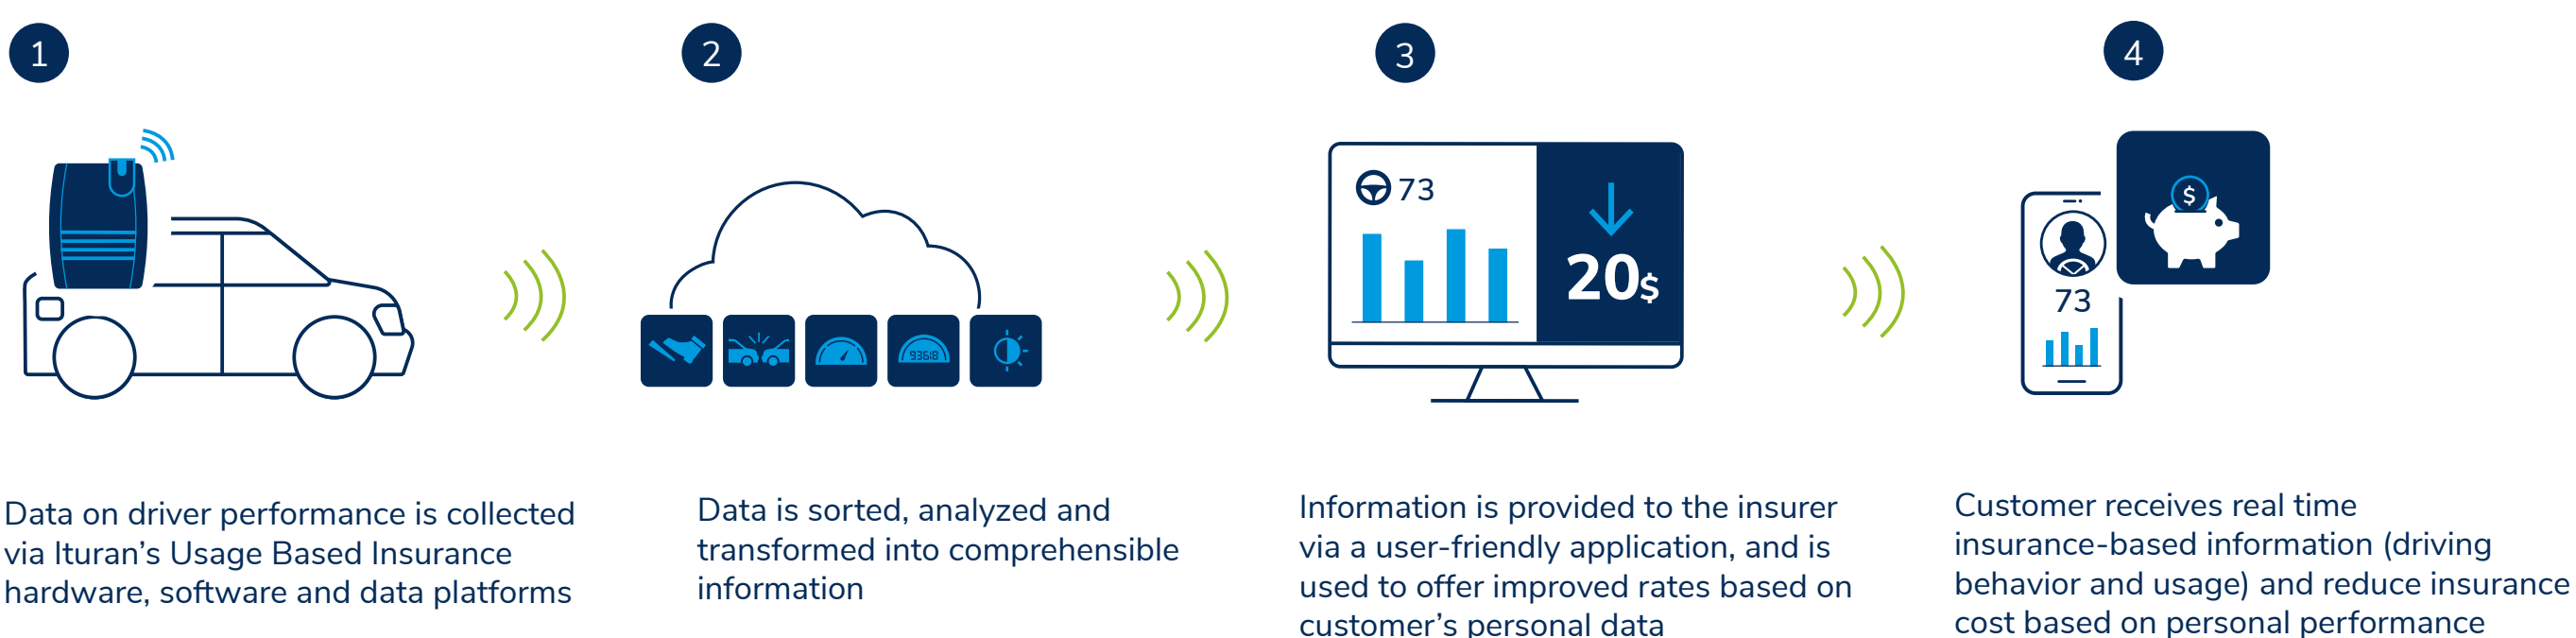 1
2
3
4
73
20$
$
73
93618
Data on driver performance is collected
via Ituran’s Usage Based Insurance
hardware, software and data platforms
Data is sorted, analyzed and
transformed into comprehensible
information
Information is provided to the insurer
via a user-friendly application, and is
used to offer improved rates based on
customer’s personal data
Customer receives real time
insurance-based information (driving
behavior and usage) and reduce insurance
cost based on personal performance